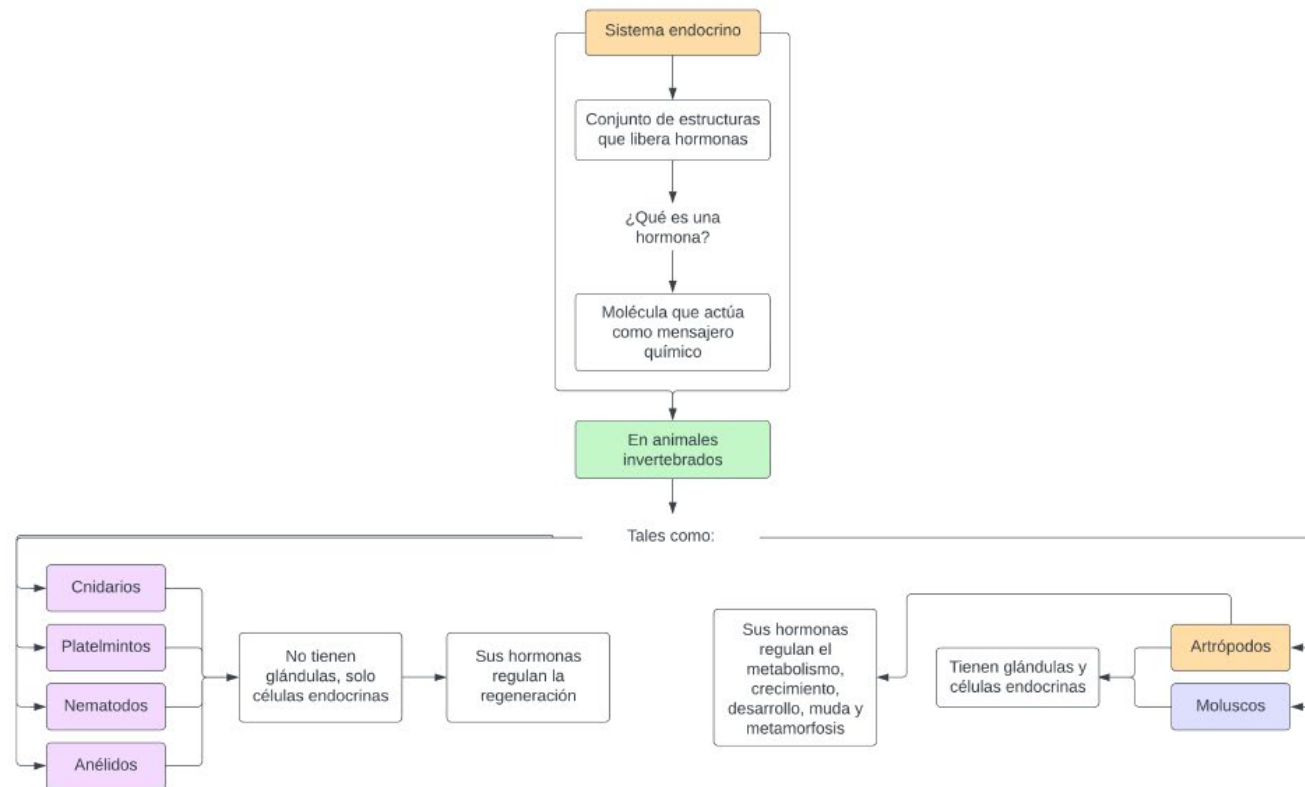 Sistema endocrino
Conjunto de estructuras
que libera hormonas
¿Qué es una
hormona?
Molécula que actúa
como mensajero
químico
En animales
invertebrados
Tales como:
Cnidarios
Platelmintos
Nematodos
Anélidos
No tienen
glándulas, solo
células endocrinas
Sus hormonas
regulan la
regeneración
Sus hormonas
regulan el
metabolismo,
crecimiento,
desarrollo, muda y
metamorfosis
Tienen glándulas y
células endocrinas
Artrópodos
Moluscos